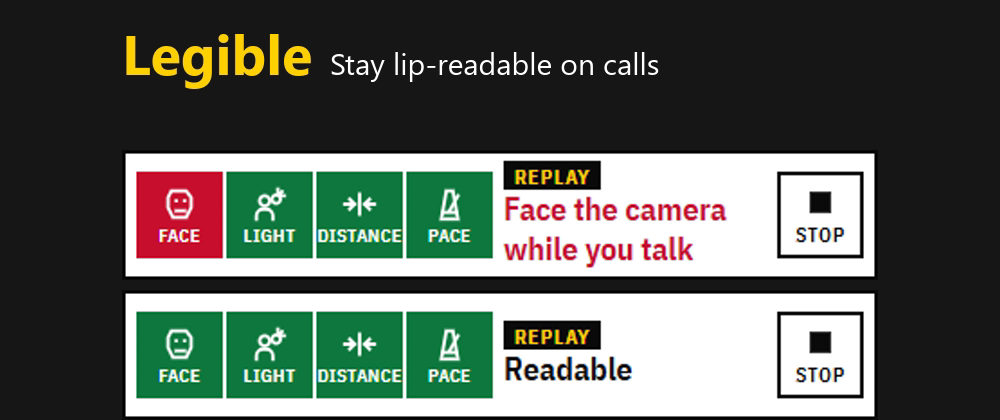 Legible Stay lip-readable on calls
REPLAY
Face the camera
while you talk
FACE LIGHT DISTANCE PACE STOP
REPLAY
Readable
FACE LIGHT DISTANCE PACE STOP